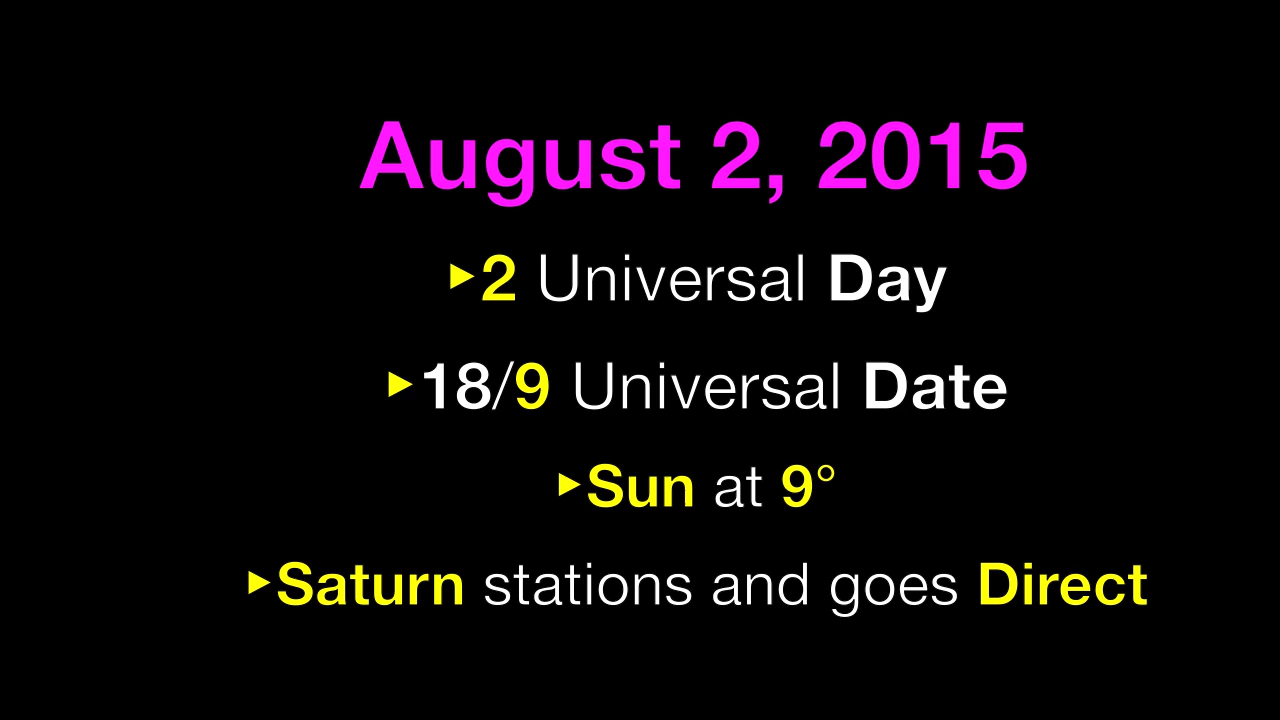 August 2, 2015
▸2 Universal Day
▸18/9 Universal Date
▸Sun at 9°
▸Saturn stations and goes Direct